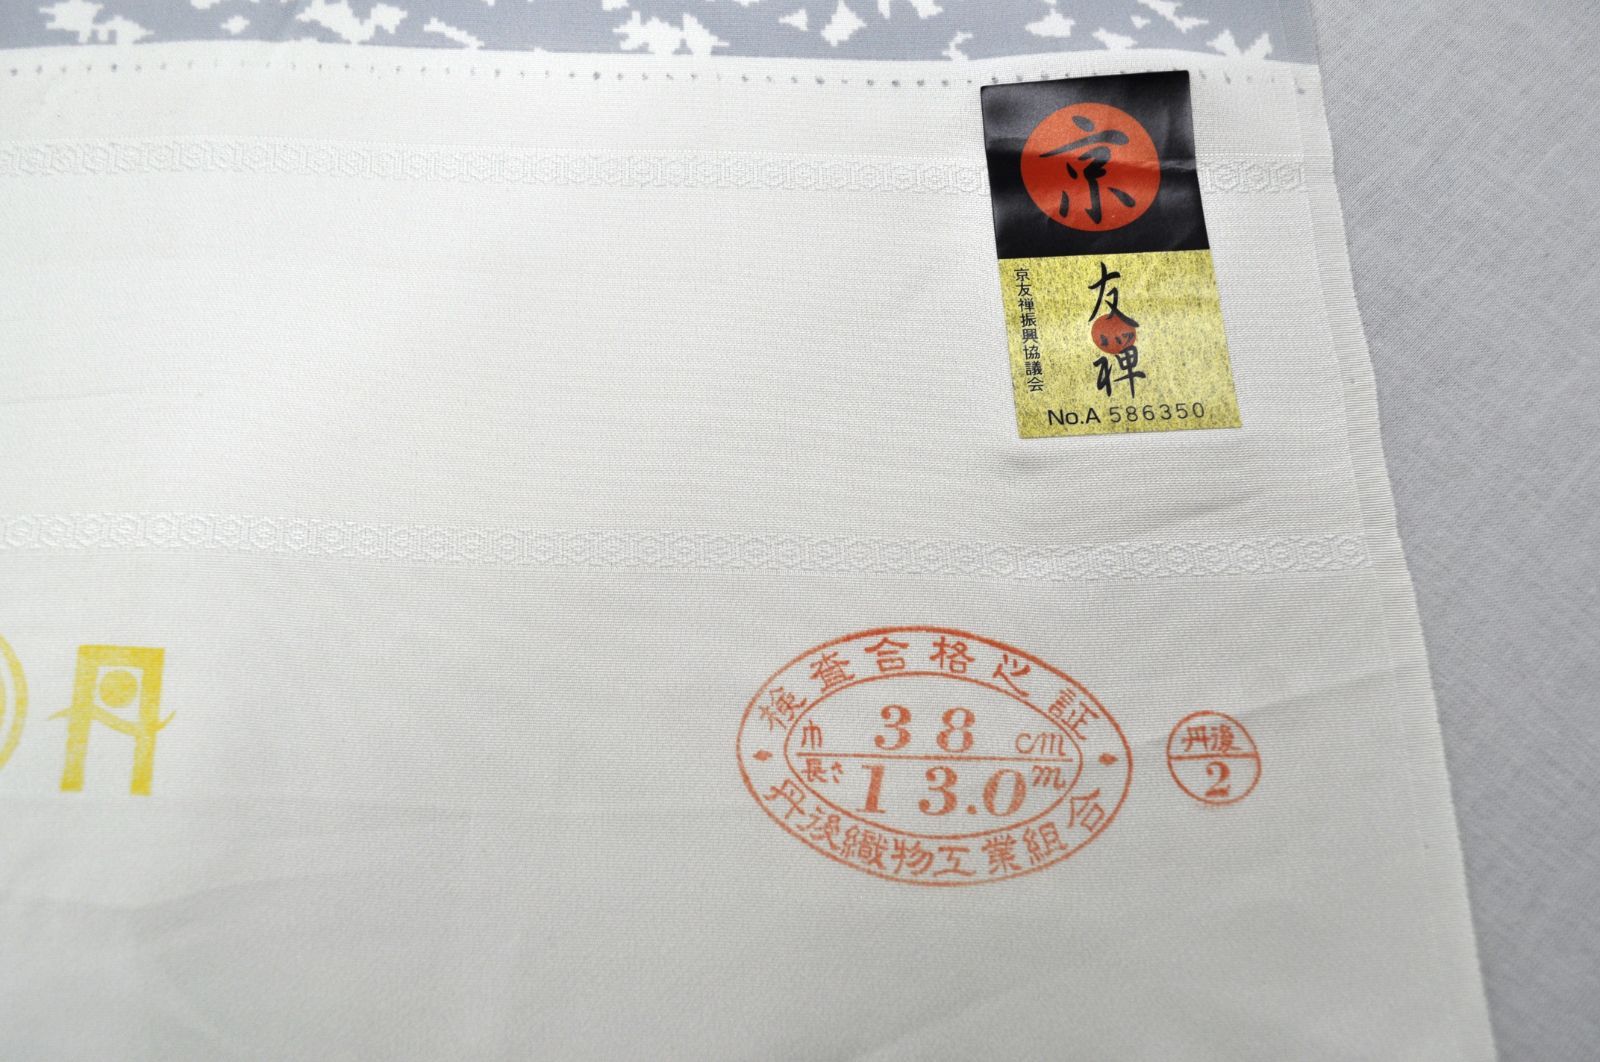 京
友禅
京友禅振興協議会
No.A 586350
丹
検査合格之証
巾 38 cm
長さ 13.0 m
丹後織物工業組合
丹後
2